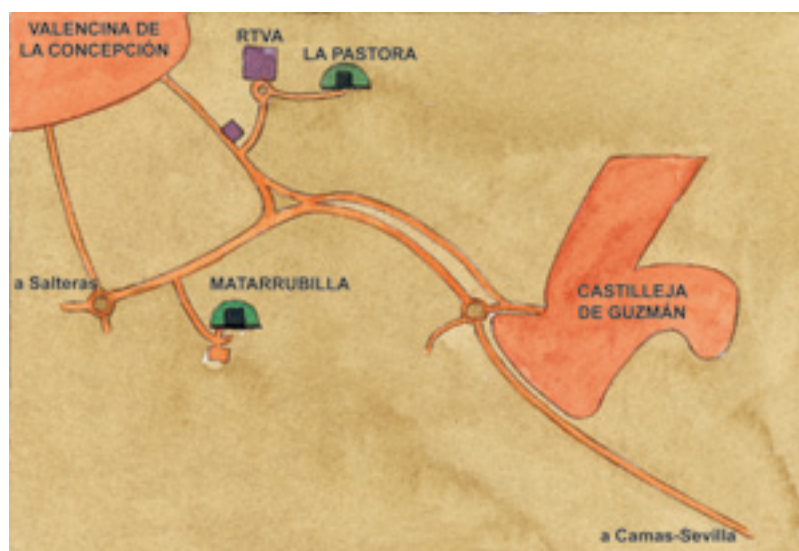 VALENCINA DE
LA CONCEPCIÓN
RTVA
LA PASTORA
a Salteras
MATARRUBILLA
CASTILLEJA
DE GUZMÁN
a Camas-Sevilla